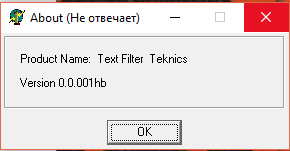 About (Не отвечает)
Product Name: Text Filter Teknics
Version 0.0.001hb
OK